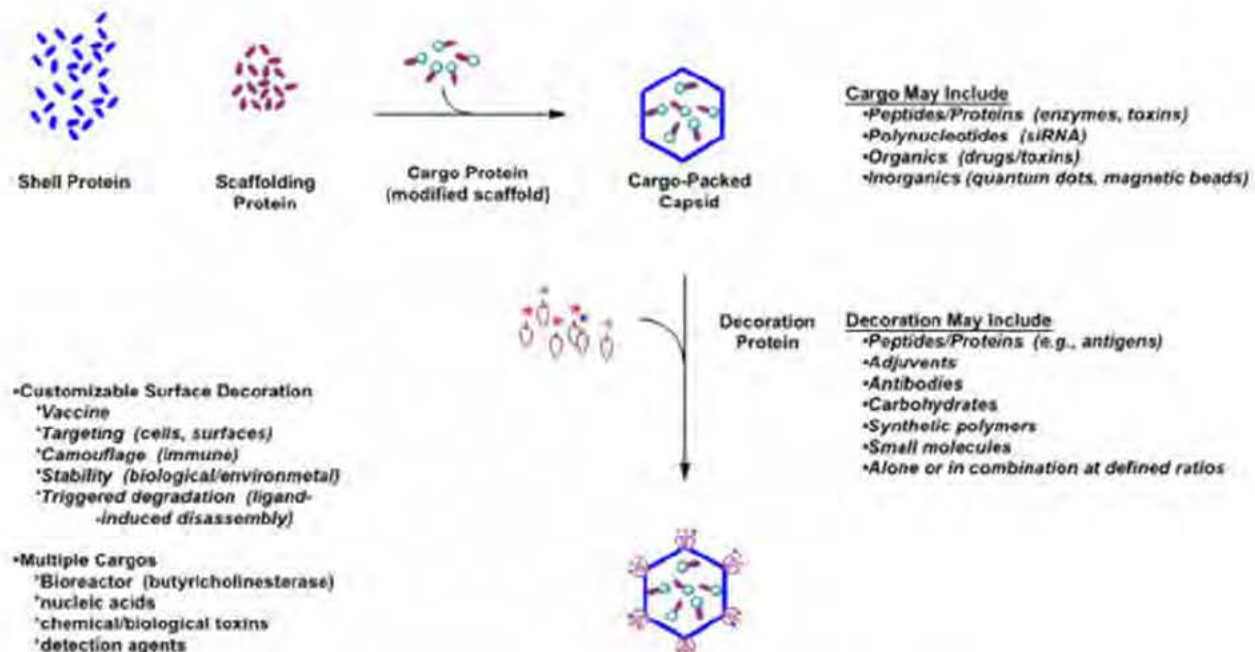 Shell Protein
Scaffolding
Protein
Cargo Protein
(modified scaffold)
Cargo-Packed
Capsid
Cargo May Include
•Peptides/Proteins (enzymes, toxins)
•Polynucleotides (siRNA)
•Organics (drugs/toxins)
•Inorganics (quantum dots, magnetic beads)
Decoration
Protein
Decoration May Include
•Peptides/Proteins (e.g., antigens)
•Adjuvents
•Antibodies
•Carbohydrates
•Synthetic polymers
•Small molecules
•Alone or in combination at defined ratios
•Customizable Surface Decoration
*Vaccine
*Targeting (cells, surfaces)
*Camouflage (immune)
*Stability (biological/environmetal)
*Triggered degradation (ligand-
-induced disassembly)
•Multiple Cargos
*Bioreactor (butyricholinesterase)
*nucleic acids
*chemical/biological toxins
*detection agents